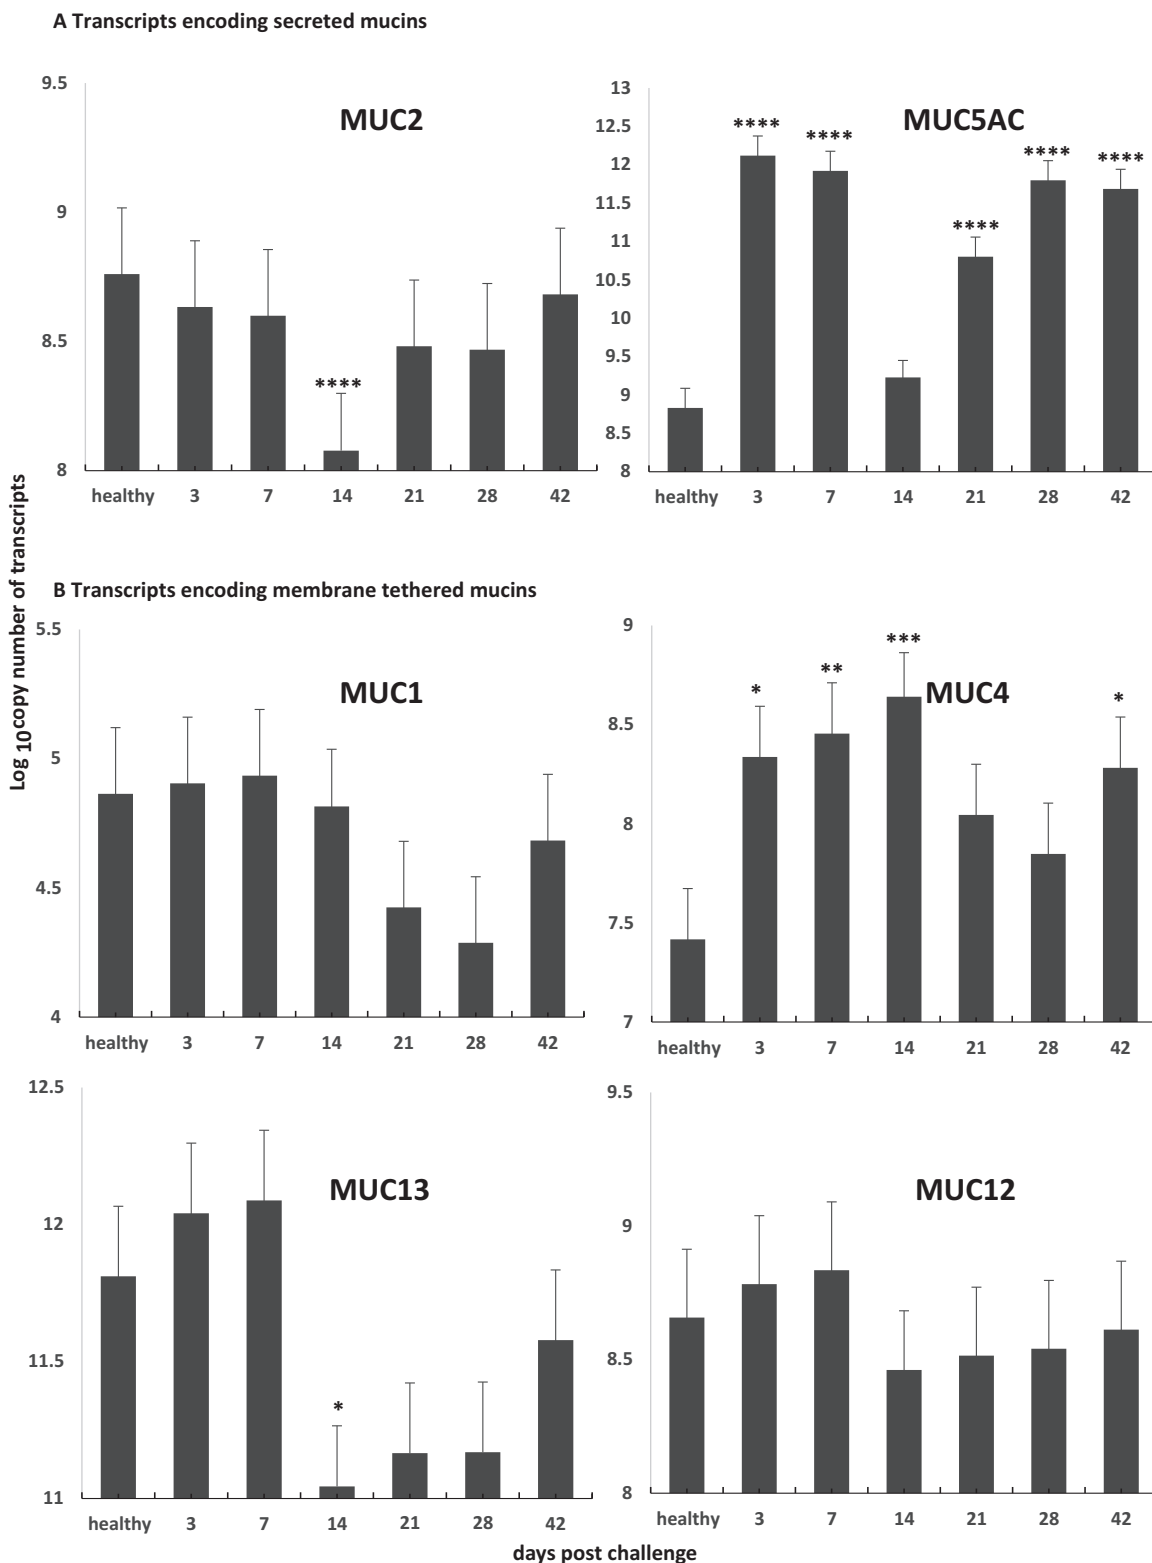 A Transcripts encoding secreted mucins
MUC2
9.5
9
8.5
8
****
healthy 3 7 14 21 28 42
MUC5AC
13
12.5
12
11.5
11
10.5
10
9.5
9
8.5
8
**** **** **** **** ****
healthy 3 7 14 21 28 42
Log 10 copy number of transcripts
B Transcripts encoding membrane tethered mucins
MUC1
5.5
5
4.5
4
healthy 3 7 14 21 28 42
MUC4
9
8.5
8
7.5
7
* ** *** *
healthy 3 7 14 21 28 42
MUC13
12.5
12
11.5
11
*
healthy 3 7 14 21 28 42
MUC12
9.5
9
8.5
8
healthy 3 7 14 21 28 42
days post challenge